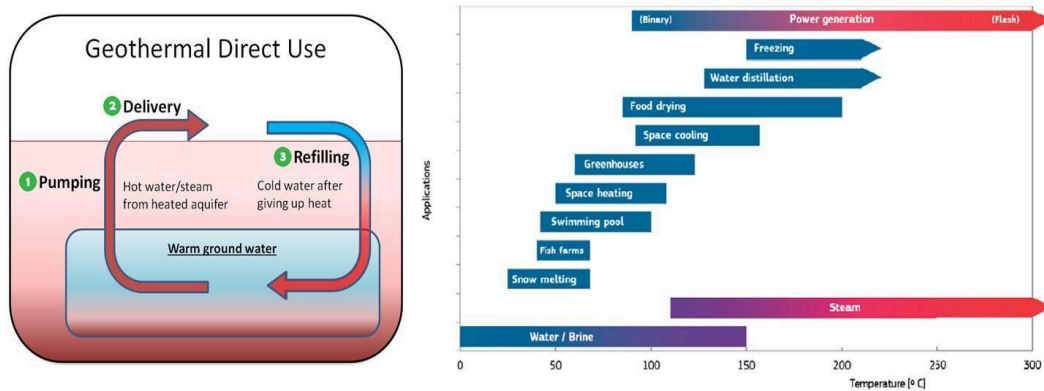 Geothermal Direct Use
2 Delivery
1 Pumping
3 Refilling
Hot water/steam
from heated aquifer
Cold water after
giving up heat
Warm ground water
Applications
(Binary) Power generation (Flash)
Freezing
Water distillation
Food drying
Space cooling
Greenhouses
Space heating
Swimming pool
Fish farms
Snow melting
Steam
Water / Brine
0 50 100 150 200 250 300
Temperature [º C]